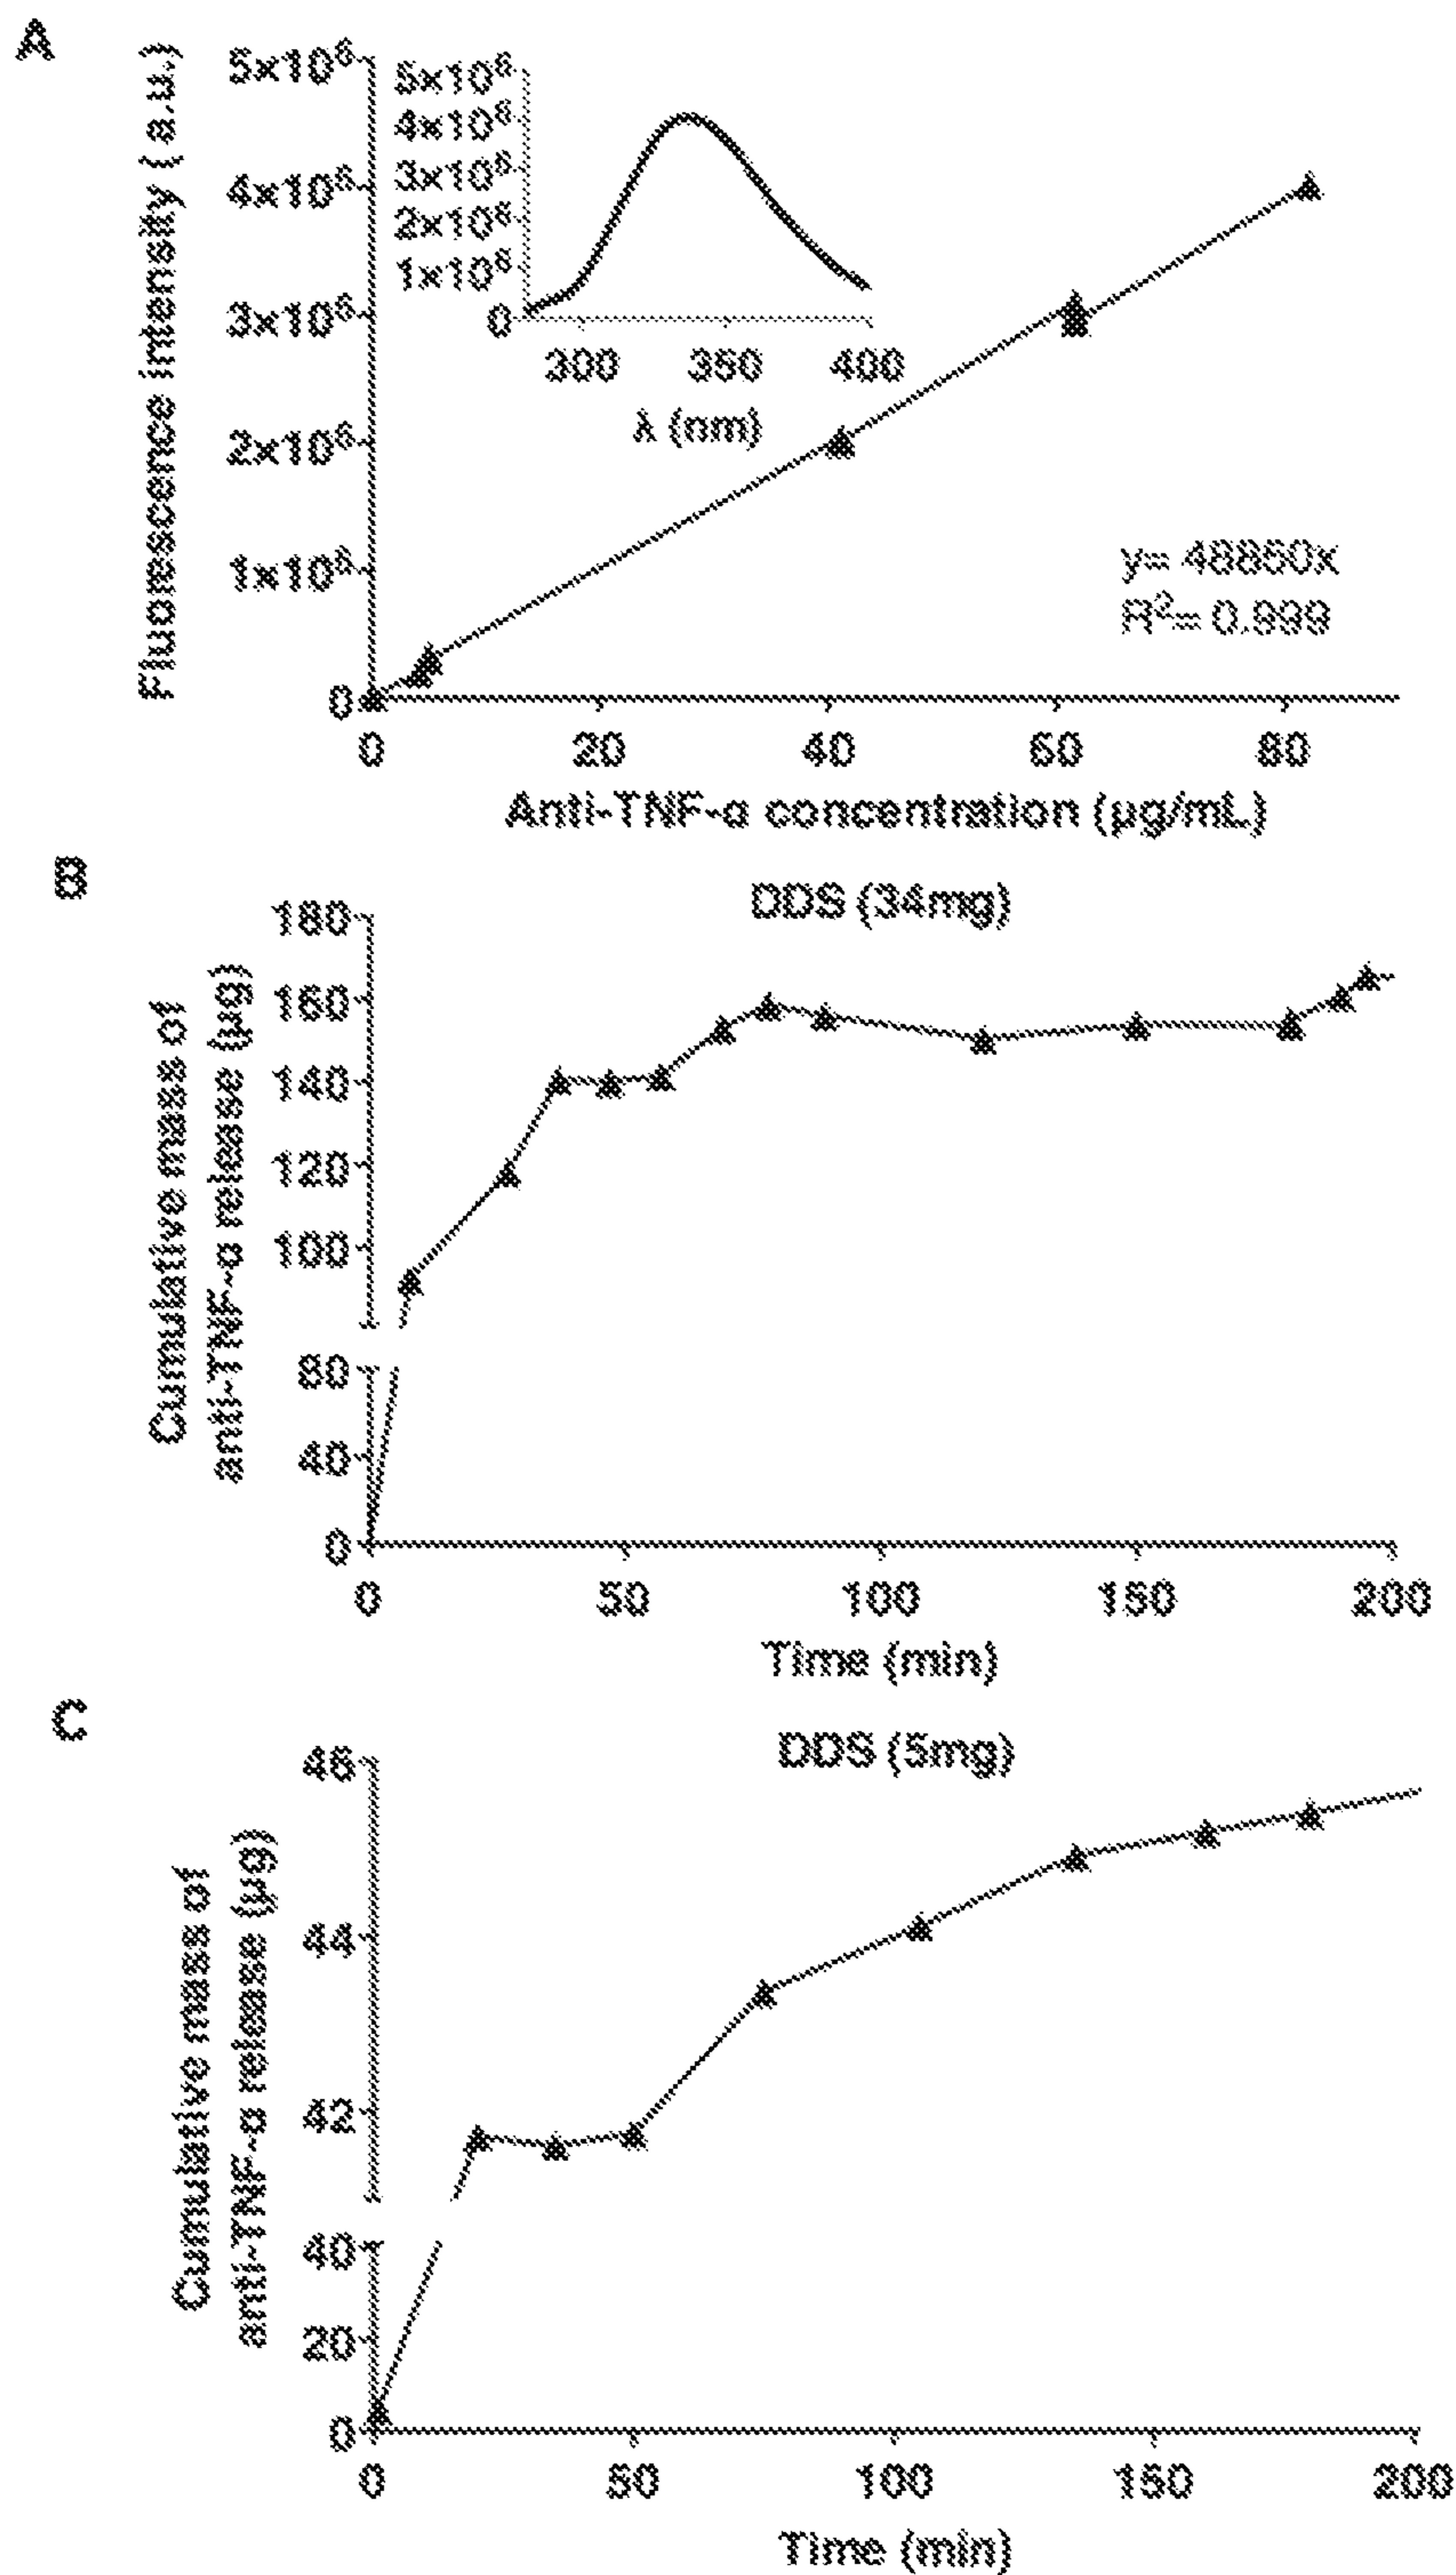 A
Fluorescence intensity ( a.u.)
5x10⁶
4x10⁶
3x10⁶
2x10⁶
1x10⁶
0
5x10⁶
4x10⁶
3x10⁶
2x10⁶
1x10⁶
0
300 350 400
λ (nm)
y= 48850x
R²= 0.999
0 20 40 60 80
Anti-TNF-α concentration (μg/mL)
B
DDS (34mg)
Cumulative mass of
anti-TNF-α release (μg)
180
160
140
120
100
80
40
0
0 50 100 150 200
Time (min)
C
DDS (5mg)
Cumulative mass of
anti-TNF-α release (μg)
46
44
42
40
20
0
0 50 100 150 200
Time (min)